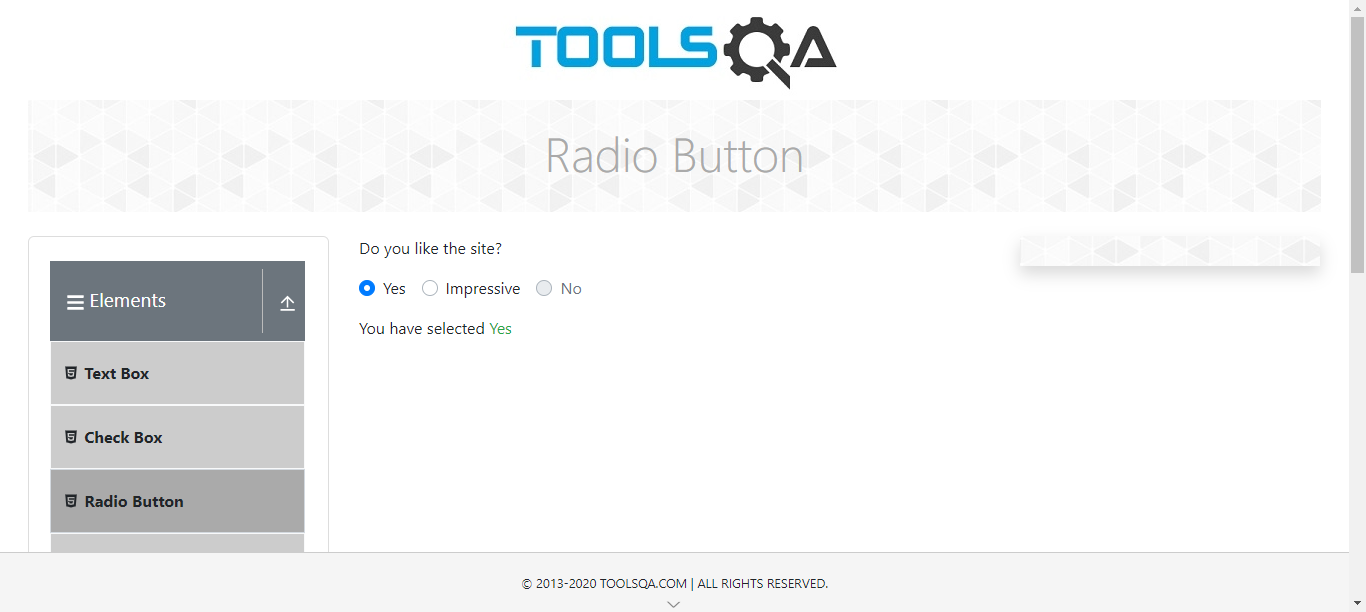 TOOLSQA
Radio Button
Elements
Text Box
Check Box
Radio Button
Do you like the site?
Yes Impressive No
You have selected Yes
© 2013-2020 TOOLSQA.COM | ALL RIGHTS RESERVED.